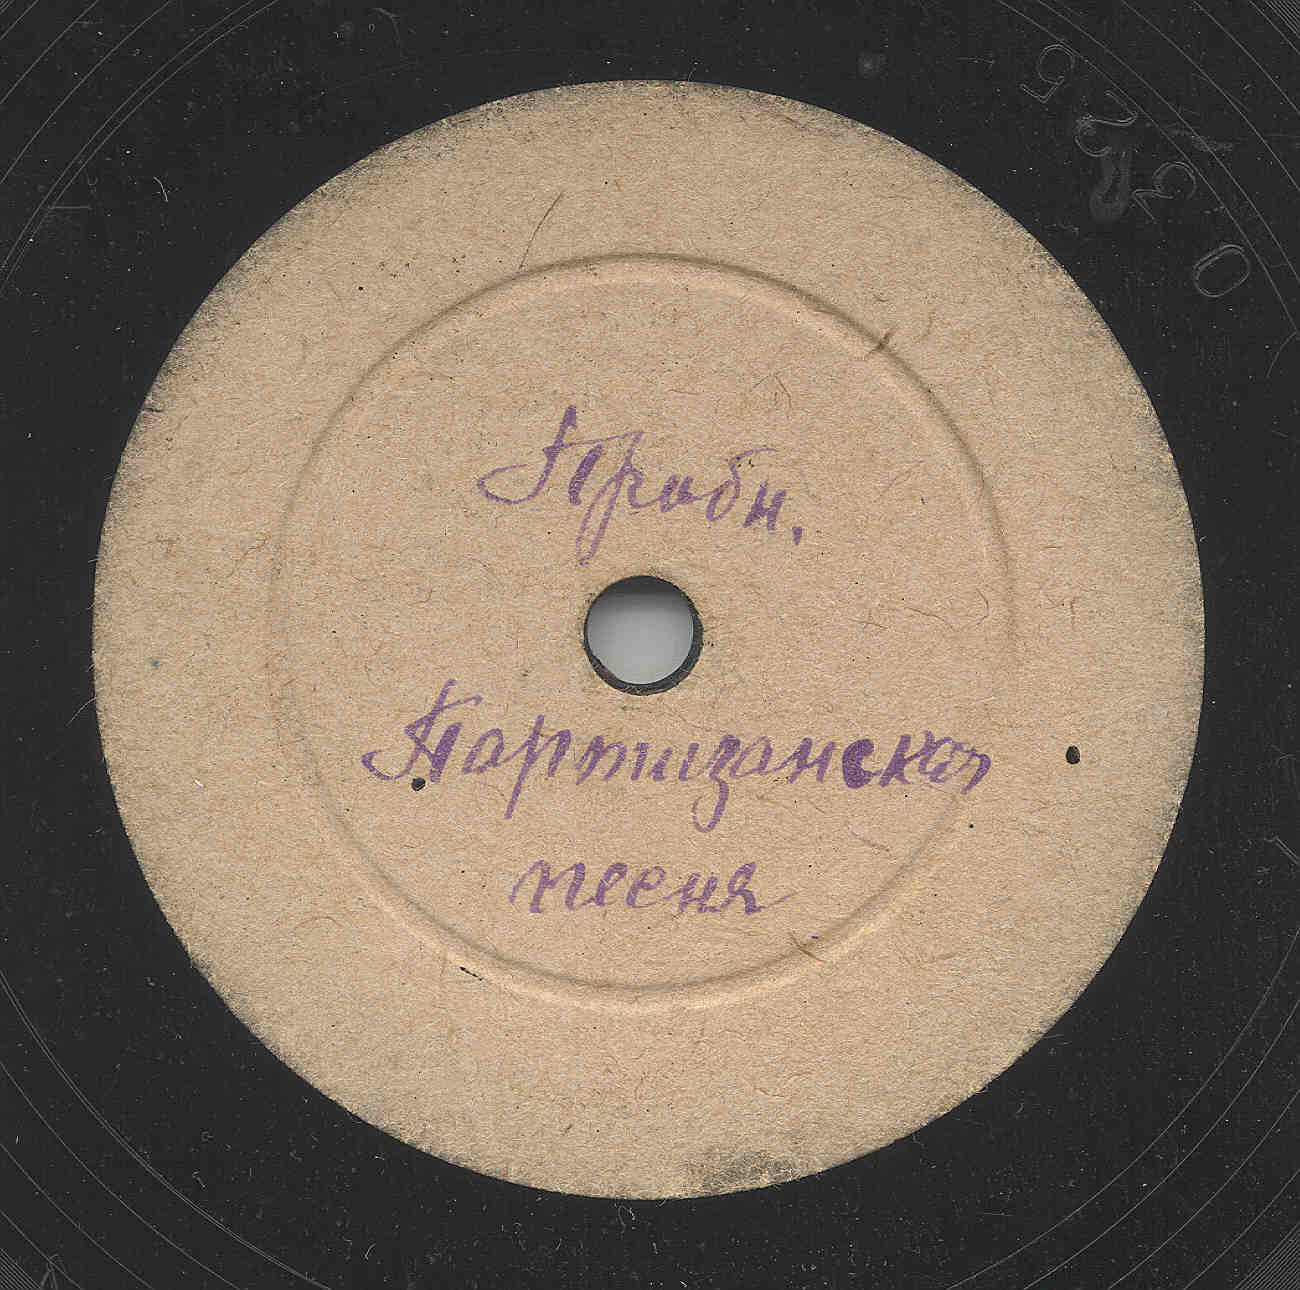 Пробн.
Партизанская
песня